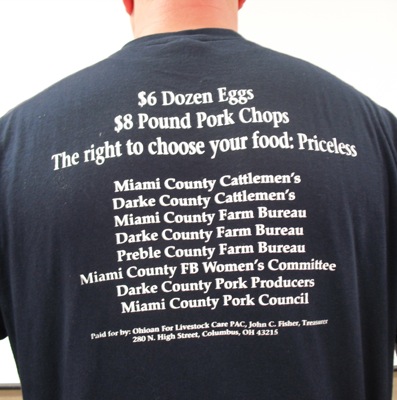 $6 Dozen Eggs
$8 Pound Pork Chops
The right to choose your food: Priceless
Miami County Cattlemen's
Darke County Cattlemen's
Miami County Farm Bureau
Darke County Farm Bureau
Preble County Farm Bureau
Miami County FB Women's Committee
Darke County Pork Producers
Miami County Pork Council
Paid for by: Ohioan For Livestock Care PAC, John C. Fisher, Treasurer
280 N. High Street, Columbus, OH 43215